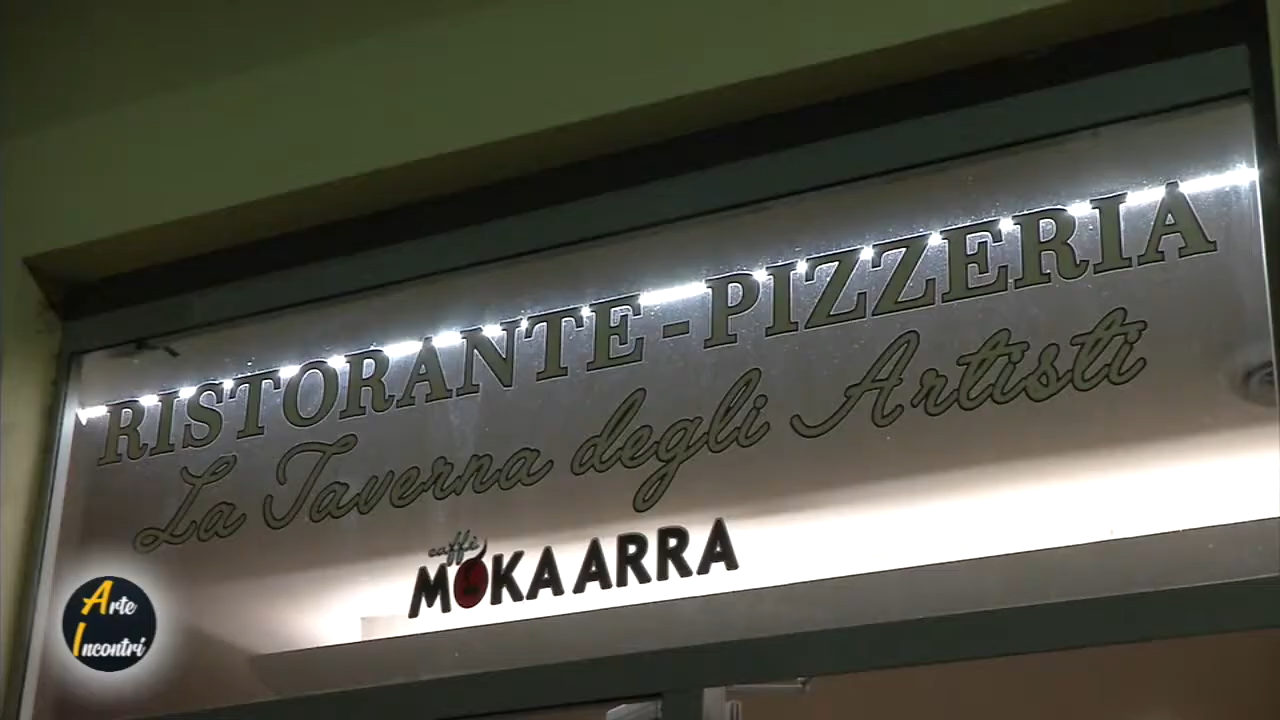 RISTORANTE - PIZZERIA
La Taverna degli Artisti
caffè
MOKA ARRA
Arte
Incontri